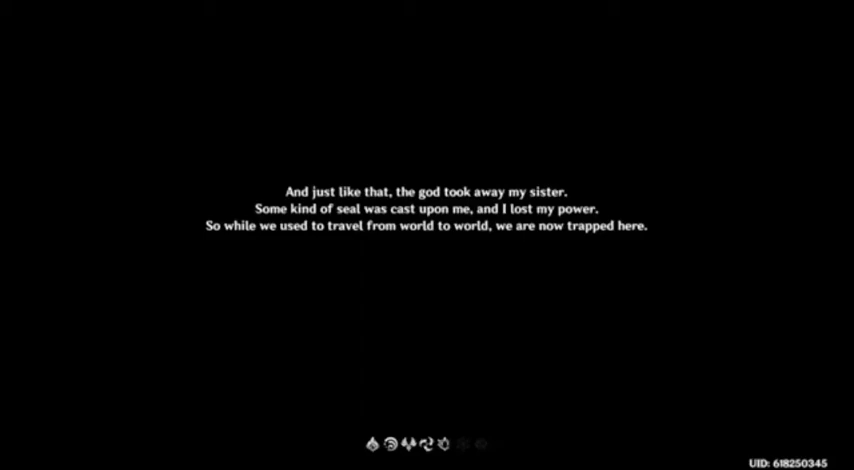 And just like that, the god took away my sister.
Some kind of seal was cast upon me, and I lost my power.
So while we used to travel from world to world, we are now trapped here.
UID: 618250345